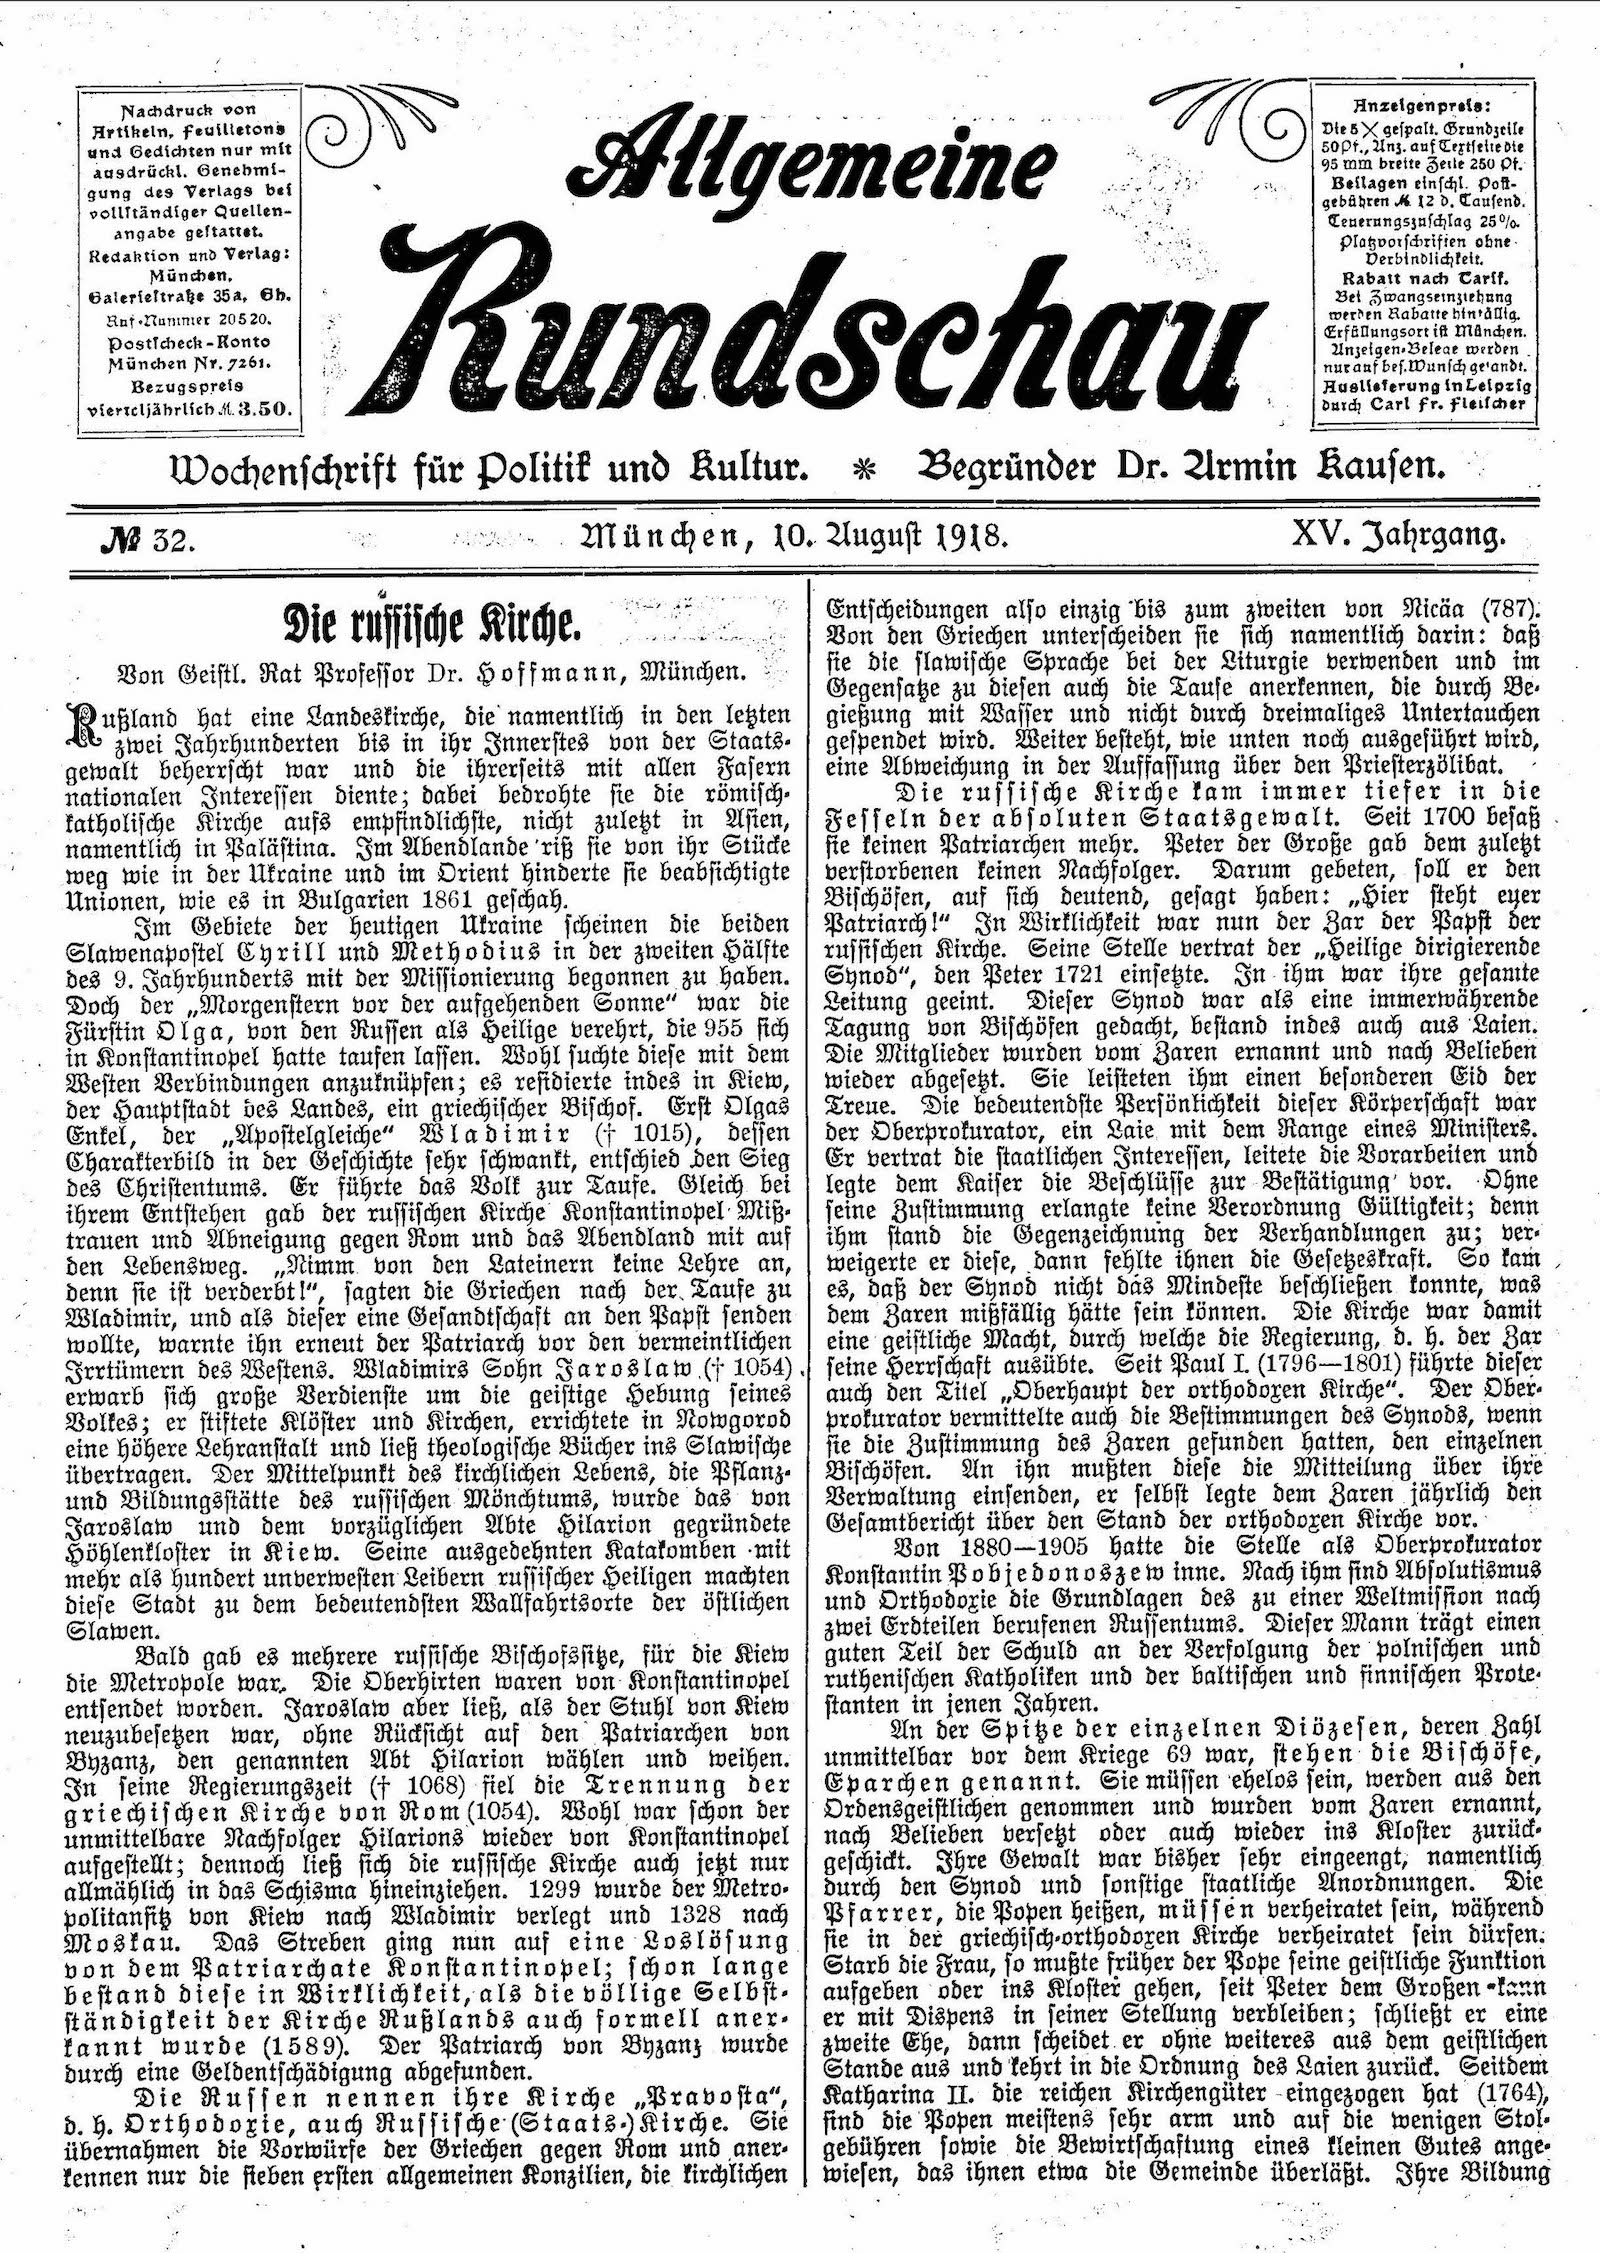 Nachdruck von
Artikeln, Feuilletons
und Gedichten nur mit
ausdrückl. Genehmi-
gung des Verlags bei
vollständiger Quellen-
angabe gestattet.
Redaktion und Verlag:
München,
Galeriestraße 35a, Gh.
Ruf-Nummer 20520.
Postscheck-Konto
München Nr. 7261.
Bezugspreis
vierteljährlich M. 3.50.
Allgemeine
Rundschau
Anzeigenpreis:
Die 5 X gespalt. Grundzeile
50 Pf., Anz. auf Textseite die
95 mm breite Zeile 250 Pf.
Beilagen einschl. Post-
gebühren M 12 d. Tausend.
Teuerungszuschlag 25%.
Platzvorschriften ohne
Verbindlichkeit.
Rabatt nach Tarif.
Bei Zwangseinziehung
werden Rabatte hinfällig.
Erfüllungsort ist München.
Anzeigen-Belege werden
nur auf bes. Wunsch gesandt.
Auslieferung in Leipzig
durch Carl Fr. Fleischer
Wochenschrift für Politik und Kultur. * Begründer Dr. Armin Kausen.
№ 32. München, 10. August 1918. XV. Jahrgang.
Die russische Kirche.
Von Geistl. Rat Professor Dr. Hoffmann, München.
Rußland hat eine Landeskirche, die namentlich in den letzten
zwei Jahrhunderten bis in ihr Innerstes von der Staats-
gewalt beherrscht war und die ihrerseits mit allen Fasern
nationalen Interessen diente; dabei bedrohte sie die römisch-
katholische Kirche aufs empfindlichste, nicht zuletzt in Asien,
namentlich in Palästina. Im Abendlande riß sie von ihr Stücke
weg wie in der Ukraine und im Orient hinderte sie beabsichtigte
Unionen, wie es in Bulgarien 1861 geschah.
Im Gebiete der heutigen Ukraine scheinen die beiden
Slawenapostel Cyrill und Methodius in der zweiten Hälfte
des 9. Jahrhunderts mit der Missionierung begonnen zu haben.
Doch der „Morgenstern vor der aufgehenden Sonne“ war die
Fürstin Olga, von den Russen als Heilige verehrt, die 955 sich
in Konstantinopel hatte taufen lassen. Wohl suchte diese mit dem
Westen Verbindungen anzuknüpfen; es residierte indes in Kiew,
der Hauptstadt des Landes, ein griechischer Bischof. Erst Olgas
Enkel, der „Apostelgleiche“ Wladimir († 1015), dessen
Charakterbild in der Geschichte sehr schwankt, entschied den Sieg
des Christentums. Er führte das Volk zur Taufe. Gleich bei
ihrem Entstehen gab der russischen Kirche Konstantinopel Miß-
trauen und Abneigung gegen Rom und das Abendland mit auf
den Lebensweg. „Nimm von den Lateinern keine Lehre an,
denn sie ist verderbt!“, sagten die Griechen nach der Taufe zu
Wladimir, und als dieser eine Gesandtschaft an den Papst senden
wollte, warnte ihn erneut der Patriarch vor den vermeintlichen
Irrtümern des Westens. Wladimirs Sohn Jaroslaw († 1054)
erwarb sich große Verdienste um die geistige Hebung seines
Volkes; er stiftete Klöster und Kirchen, errichtete in Nowgorod
eine höhere Lehranstalt und ließ theologische Bücher ins Slawische
übertragen. Der Mittelpunkt des kirchlichen Lebens, die Pflanz-
und Bildungsstätte des russischen Mönchtums, wurde das von
Jaroslaw und dem vorzüglichen Abte Hilarion gegründete
Höhlenkloster in Kiew. Seine ausgedehnten Katakomben mit
mehr als hundert unverwesten Leibern russischer Heiligen machten
diese Stadt zu dem bedeutendsten Wallfahrtsorte der östlichen
Slawen.
Bald gab es mehrere russische Bischofssitze, für die Kiew
die Metropole war. Die Oberhirten waren von Konstantinopel
entsendet worden. Jaroslaw aber ließ, als der Stuhl von Kiew
neuzubesetzen war, ohne Rücksicht auf den Patriarchen von
Byzanz, den genannten Abt Hilarion wählen und weihen.
In seine Regierungszeit († 1068) fiel die Trennung der
griechischen Kirche von Rom (1054). Wohl war schon der
unmittelbare Nachfolger Hilarions wieder von Konstantinopel
aufgestellt; dennoch ließ sich die russische Kirche auch jetzt nur
allmählich in das Schisma hineinziehen. 1299 wurde der Metro-
politansitz von Kiew nach Wladimir verlegt und 1328 nach
Moskau. Das Streben ging nun auf eine Loslösung
von dem Patriarchate Konstantinopel; schon lange
bestand diese in Wirklichkeit, als die völlige Selbst-
ständigkeit der Kirche Rußlands auch formell aner-
kannt wurde (1589). Der Patriarch von Byzanz wurde
durch eine Geldentschädigung abgefunden.
Die Russen nennen ihre Kirche „Pravosta“,
d. h. Orthodoxie, auch Russische (Staats-)Kirche. Sie
übernahmen die Vorwürfe der Griechen gegen Rom und aner-
kennen nur die sieben ersten allgemeinen Konzilien, die kirchlichen
Entscheidungen also einzig bis zum zweiten von Nicäa (787).
Von den Griechen unterscheiden sie sich namentlich darin: daß
sie die slawische Sprache bei der Liturgie verwenden und im
Gegensatze zu diesen auch die Taufe anerkennen, die durch Be-
gießung mit Wasser und nicht durch dreimaliges Untertauchen
gespendet wird. Weiter besteht, wie unten noch ausgeführt wird,
eine Abweichung in der Auffassung über den Priesterzölibat.
Die russische Kirche kam immer tiefer in die
Fesseln der absoluten Staatsgewalt. Seit 1700 besaß
sie keinen Patriarchen mehr. Peter der Große gab dem zuletzt
verstorbenen keinen Nachfolger. Darum gebeten, soll er den
Bischöfen, auf sich deutend, gesagt haben: „Hier steht euer
Patriarch!“ In Wirklichkeit war nun der Zar der Papst der
russischen Kirche. Seine Stelle vertrat der „Heilige dirigierende
Synod“, den Peter 1721 einsetzte. In ihm war ihre gesamte
Leitung geeint. Dieser Synod war als eine immerwährende
Tagung von Bischöfen gedacht, bestand indes auch aus Laien.
Die Mitglieder wurden vom Zaren ernannt und nach Belieben
wieder abgesetzt. Sie leisteten ihm einen besonderen Eid der
Treue. Die bedeutendste Persönlichkeit dieser Körperschaft war
der Oberprokurator, ein Laie mit dem Range eines Ministers.
Er vertrat die staatlichen Interessen, leitete die Vorarbeiten und
legte dem Kaiser die Beschlüsse zur Bestätigung vor. Ohne
seine Zustimmung erlangte keine Verordnung Gültigkeit; denn
ihm stand die Gegenzeichnung der Verhandlungen zu; ver-
weigerte er diese, dann fehlte ihnen die Gesetzeskraft. So kam
es, daß der Synod nicht das Mindeste beschließen konnte, was
dem Zaren mißfällig hätte sein können. Die Kirche war damit
eine geistliche Macht, durch welche die Regierung, d. h. der Zar
seine Herrschaft ausübte. Seit Paul I. (1796—1801) führte dieser
auch den Titel „Oberhaupt der orthodoxen Kirche“. Der Ober-
prokurator vermittelte auch die Bestimmungen des Synods, wenn
sie die Zustimmung des Zaren gefunden hatten, den einzelnen
Bischöfen. An ihn mußten diese die Mitteilung über ihre
Verwaltung einsenden, er selbst legte dem Zaren jährlich den
Gesamtbericht über den Stand der orthodoxen Kirche vor.
Von 1880—1905 hatte die Stelle als Oberprokurator
Konstantin Pobjedonoszew inne. Nach ihm sind Absolutismus
und Orthodoxie die Grundlagen des zu einer Weltmission nach
zwei Erdteilen berufenen Russentums. Dieser Mann trägt einen
guten Teil der Schuld an der Verfolgung der polnischen und
ruthenischen Katholiken und der baltischen und finnischen Prote-
stanten in jenen Jahren.
An der Spitze der einzelnen Diözesen, deren Zahl
unmittelbar vor dem Kriege 69 war, stehen die Bischöfe,
Eparchen genannt. Sie müssen ehelos sein, werden aus den
Ordensgeistlichen genommen und wurden vom Zaren ernannt,
nach Belieben versetzt oder auch wieder ins Kloster zurück-
geschickt. Ihre Gewalt war bisher sehr eingeengt, namentlich
durch den Synod und sonstige staatliche Anordnungen. Die
Pfarrer, die Popen heißen, müssen verheiratet sein, während
sie in der griechisch-orthodoxen Kirche verheiratet sein dürfen.
Starb die Frau, so mußte früher der Pope seine geistliche Funktion
aufgeben oder ins Kloster gehen, seit Peter dem Großen kann
er mit Dispens in seiner Stellung verbleiben; schließt er eine
zweite Ehe, dann scheidet er ohne weiteres aus dem geistlichen
Stande aus und kehrt in die Ordnung des Laien zurück. Seitdem
Katharina II. die reichen Kirchengüter eingezogen hat (1764),
sind die Popen meistens sehr arm und auf die wenigen Stol-
gebühren sowie die Bewirtschaftung eines kleinen Gutes ange-
wiesen, das ihnen etwa die Gemeinde überläßt. Ihre Bildung